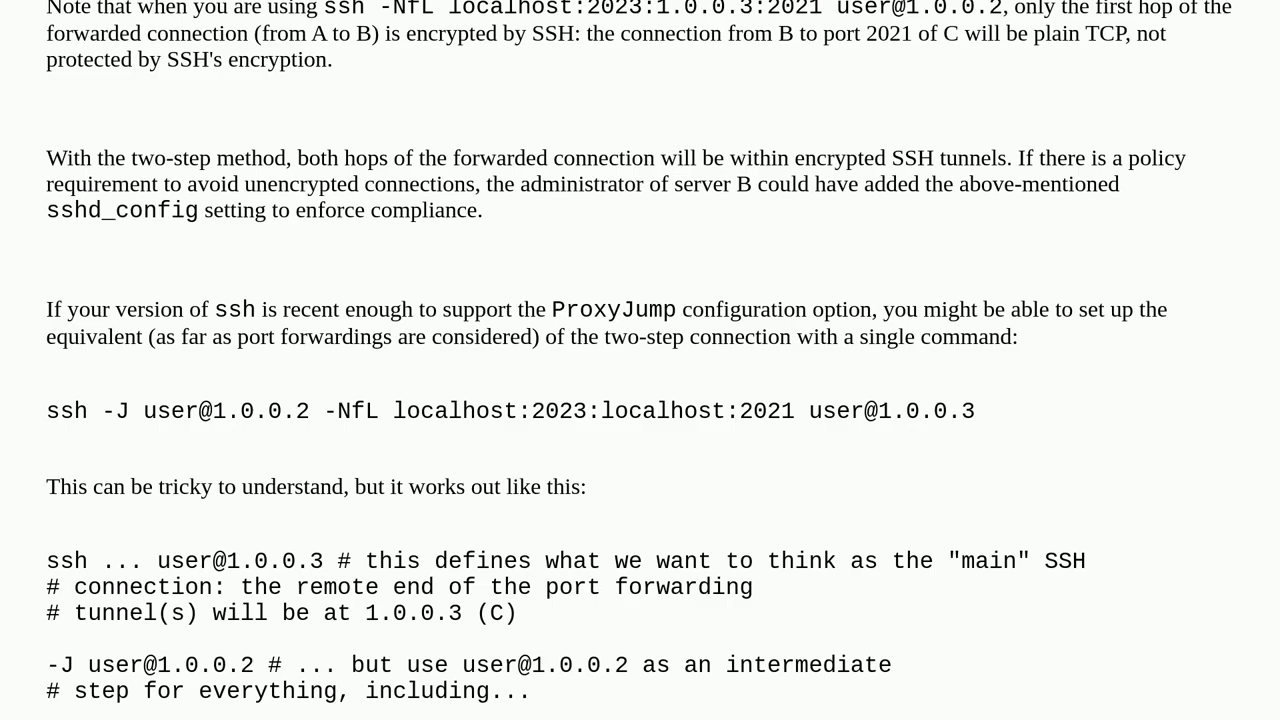 Note that when you are using ssh -NfL localhost:2023:1.0.0.3:2021 user@1.0.0.2, only the first hop of the
forwarded connection (from A to B) is encrypted by SSH: the connection from B to port 2021 of C will be plain TCP, not
protected by SSH's encryption.
With the two-step method, both hops of the forwarded connection will be within encrypted SSH tunnels. If there is a policy
requirement to avoid unencrypted connections, the administrator of server B could have added the above-mentioned
sshd_config setting to enforce compliance.
If your version of ssh is recent enough to support the ProxyJump configuration option, you might be able to set up the
equivalent (as far as port forwardings are considered) of the two-step connection with a single command:
ssh -J user@1.0.0.2 -NfL localhost:2023:localhost:2021 user@1.0.0.3
This can be tricky to understand, but it works out like this:
ssh ... user@1.0.0.3 # this defines what we want to think as the "main" SSH
# connection: the remote end of the port forwarding
# tunnel(s) will be at 1.0.0.3 (C)
-J user@1.0.0.2 # ... but use user@1.0.0.2 as an intermediate
# step for everything, including...